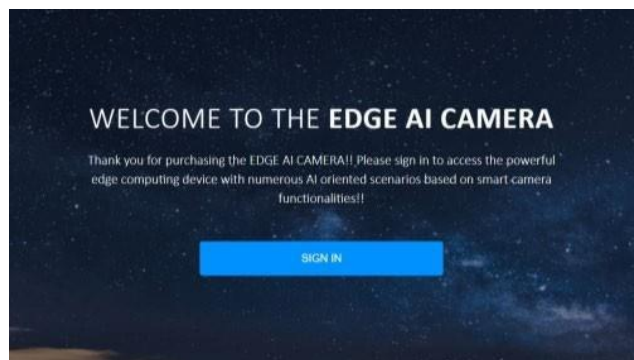 WELCOME TO THE EDGE AI CAMERA
Thank you for purchasing the EDGE AI CAMERA!! Please sign in to access the powerful
edge computing device with numerous AI oriented scenarios based on smart camera
functionalities!!
SIGN IN